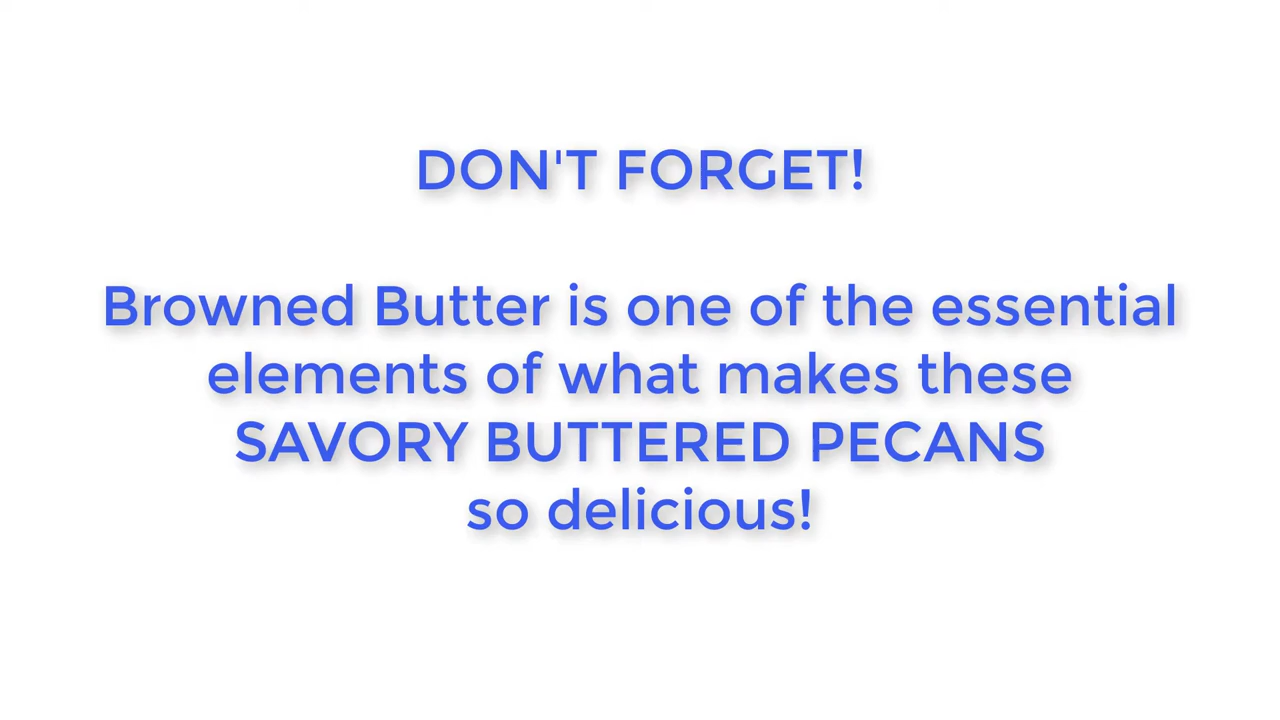 DON'T FORGET!
Browned Butter is one of the essential
elements of what makes these
SAVORY BUTTERED PECANS
so delicious!